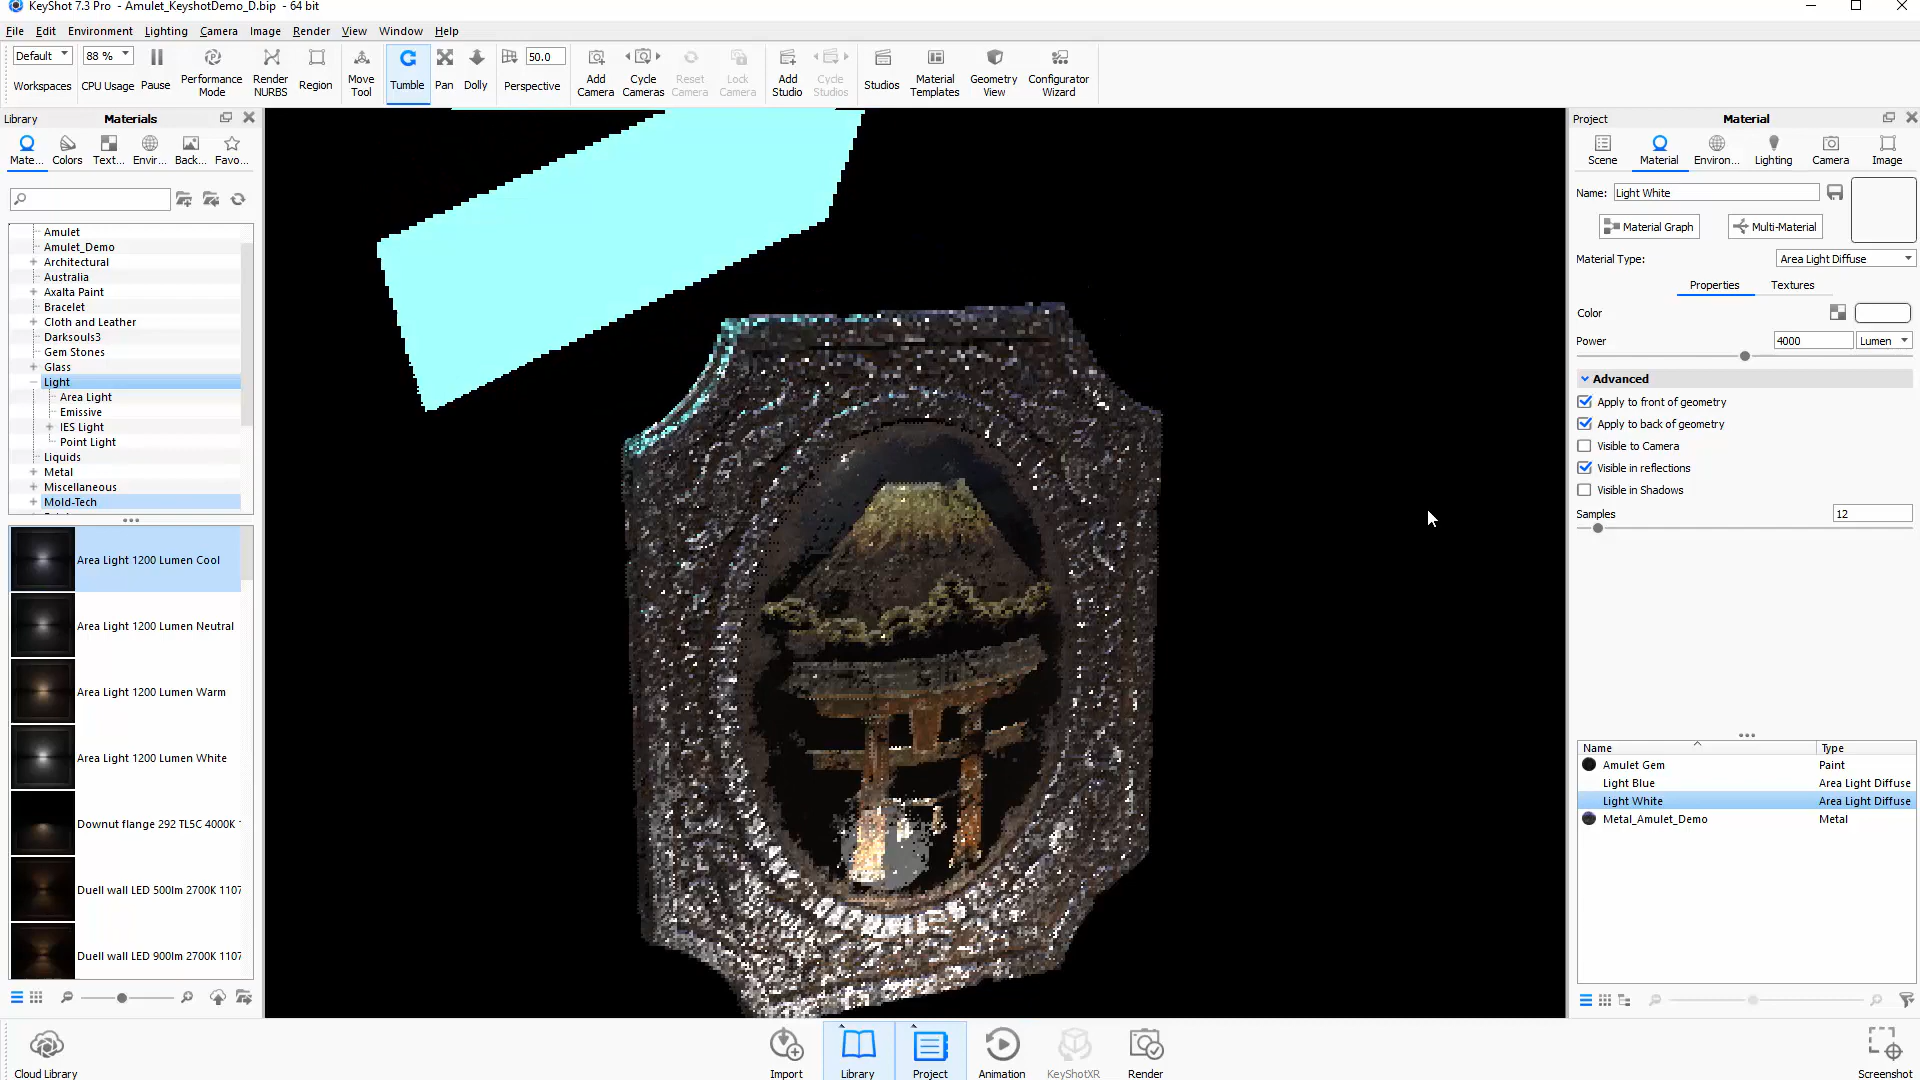 KeyShot 7.3 Pro - Amulet_KeyshotDemo_D.bip - 64 bit
File Edit Environment Lighting Camera Image Render View Window Help
Default 88 % 50.0
Workspaces CPU Usage Pause Performance Mode Render NURBS Region Move Tool Tumble Pan Dolly Perspective Add Camera Cycle Cameras Reset Camera Lock Camera Add Studio Cycle Studios Studios Material Templates Geometry View Configurator Wizard
Library Materials
Mate... Colors Text... Envir... Back... Favo...
Amulet
Amulet_Demo
Architectural
Australia
Axalta Paint
Bracelet
Cloth and Leather
Darksouls3
Gem Stones
Glass
Light
Area Light
Emissive
IES Light
Point Light
Liquids
Metal
Miscellaneous
Mold-Tech
Area Light 1200 Lumen Cool
Area Light 1200 Lumen Neutral
Area Light 1200 Lumen Warm
Area Light 1200 Lumen White
Downut flange 292 TL5C 4000K
Duell wall LED 500lm 2700K 1107
Duell wall LED 900lm 2700K 1107
Project Material
Scene Material Environ... Lighting Camera Image
Name: Light White
Material Graph Multi-Material
Material Type: Area Light Diffuse
Properties Textures
Color
Power 4000 Lumen
Advanced
Apply to front of geometry
Apply to back of geometry
Visible to Camera
Visible in reflections
Visible in Shadows
Samples 12
Name Type
Amulet Gem Paint
Light Blue Area Light Diffuse
Light White Area Light Diffuse
Metal_Amulet_Demo Metal
Cloud Library Import Library Project Animation KeyShotXR Render Screenshot